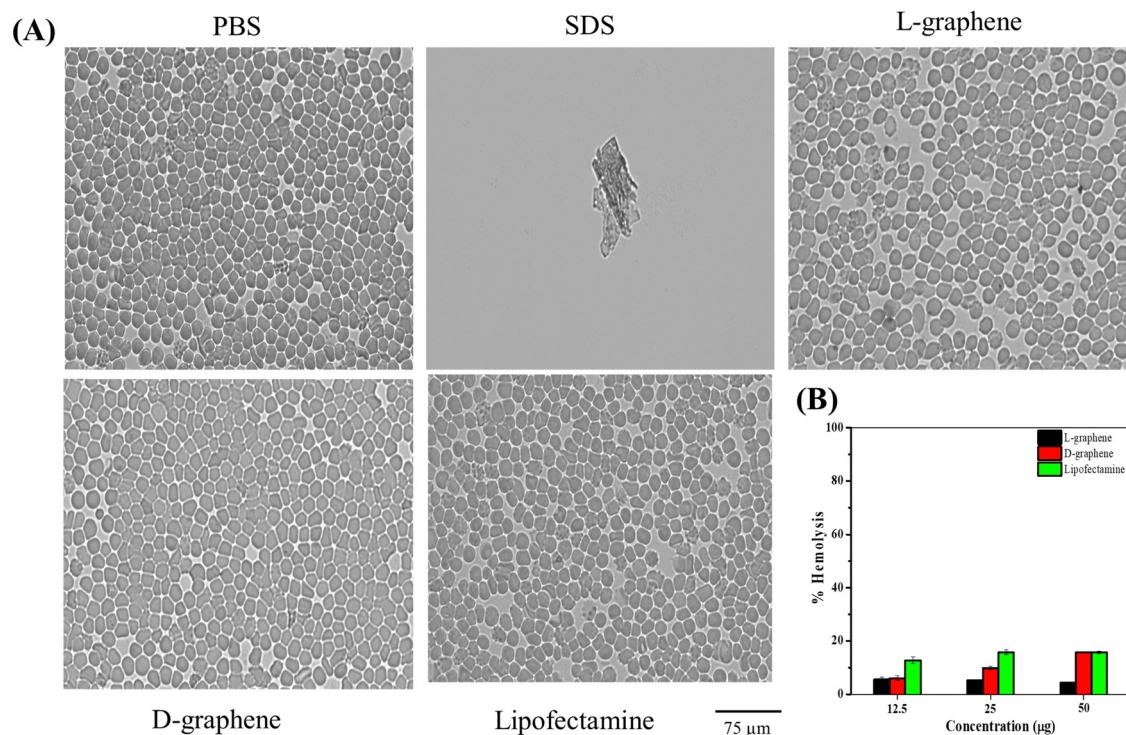 (A)
PBS
SDS
L-graphene
D-graphene
Lipofectamine
75 µm
(B)
100
80
60
40
20
0
% Hemolysis
L-graphene
D-graphene
Lipofectamine
12.5
25
50
Concentration (µg)